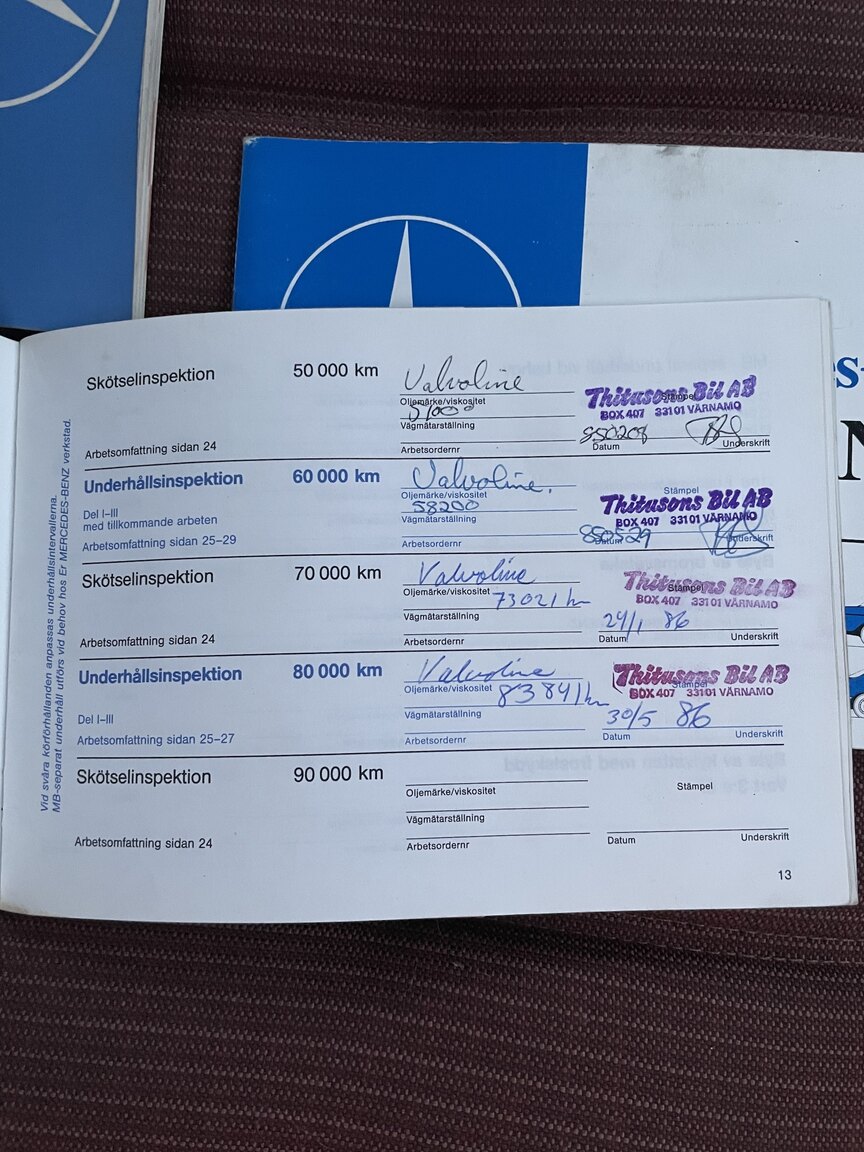 Skötselinspektion 50 000 km Valvoline
Oljemärke/viskositet
51000
Vägmätarställning
Arbetsomfattning sidan 24 Arbetsordernr
Thitusons Bil AB
Stämpel
BOX 407 33101 VÄRNAMO
850208
Datum Underskrift
Underhållsinspektion 60 000 km Valvoline.
Oljemärke/viskositet
58200
Del I–III
med tillkommande arbeten
Vägmätarställning
Arbetsomfattning sidan 25–29 Arbetsordernr
Stämpel
Thitusons Bil AB
BOX 407 33101 VÄRNAMO
850529
Datum Underskrift
Skötselinspektion 70 000 km Valvoline
Oljemärke/viskositet 73021 km
Vägmätarställning
Arbetsomfattning sidan 24 Arbetsordernr
Thitusons Bil AB
Stämpel
BOX 407 33101 VÄRNAMO
24/1 86
Datum Underskrift
Underhållsinspektion 80 000 km Valvoline
Oljemärke/viskositet 83841 km
Del I–III Vägmätarställning
Arbetsomfattning sidan 25–27 Arbetsordernr
Thitusons Bil AB
Stämpel
BOX 407 33101 VÄRNAMO
30/5 86
Datum Underskrift
Skötselinspektion 90 000 km
Oljemärke/viskositet
Stämpel
Vägmätarställning
Arbetsomfattning sidan 24 Arbetsordernr
Datum Underskrift
13
Vid svåra körförhållanden anpassas underhållsintervallerna.
MB-separat underhåll utförs vid behov hos Er MERCEDES-BENZ verkstad.